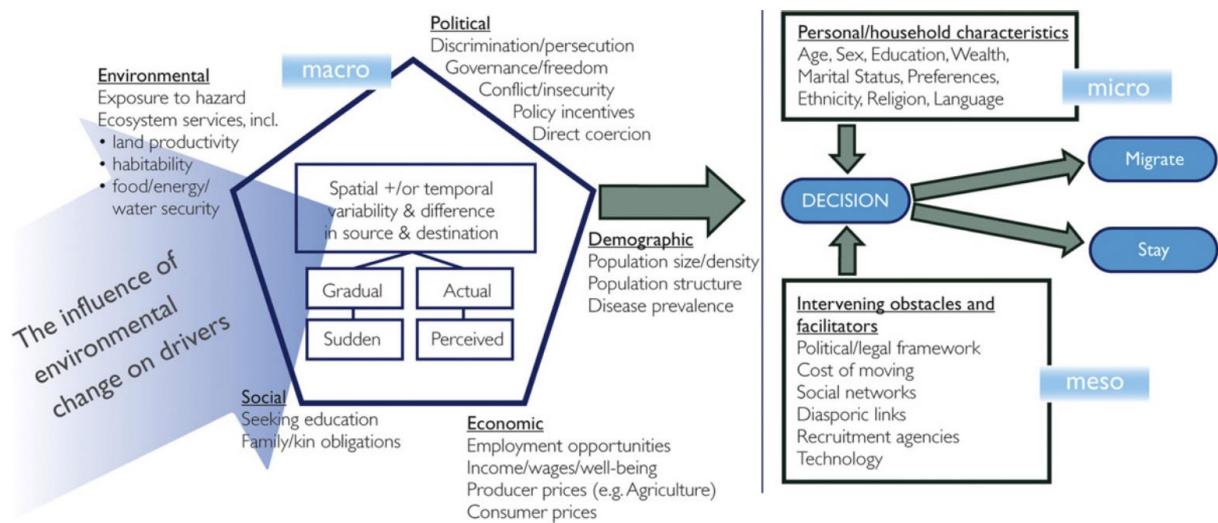 Political
Discrimination/persecution
Governance/freedom
Conflict/insecurity
Policy incentives
Direct coercion
macro
Environmental
Exposure to hazard
Ecosystem services, incl.
• land productivity
• habitability
• food/energy/
water security
Spatial +/or temporal
variability & difference
in source & destination
Gradual
Actual
Sudden
Perceived
The influence of
environmental
change on drivers
Demographic
Population size/density
Population structure
Disease prevalence
Social
Seeking education
Family/kin obligations
Economic
Employment opportunities
Income/wages/well-being
Producer prices (e.g. Agriculture)
Consumer prices
Personal/household characteristics
Age, Sex, Education, Wealth,
Marital Status, Preferences,
Ethnicity, Religion, Language
micro
DECISION
Migrate
Stay
Intervening obstacles and
facilitators
Political/legal framework
Cost of moving
Social networks
Diasporic links
Recruitment agencies
Technology
meso